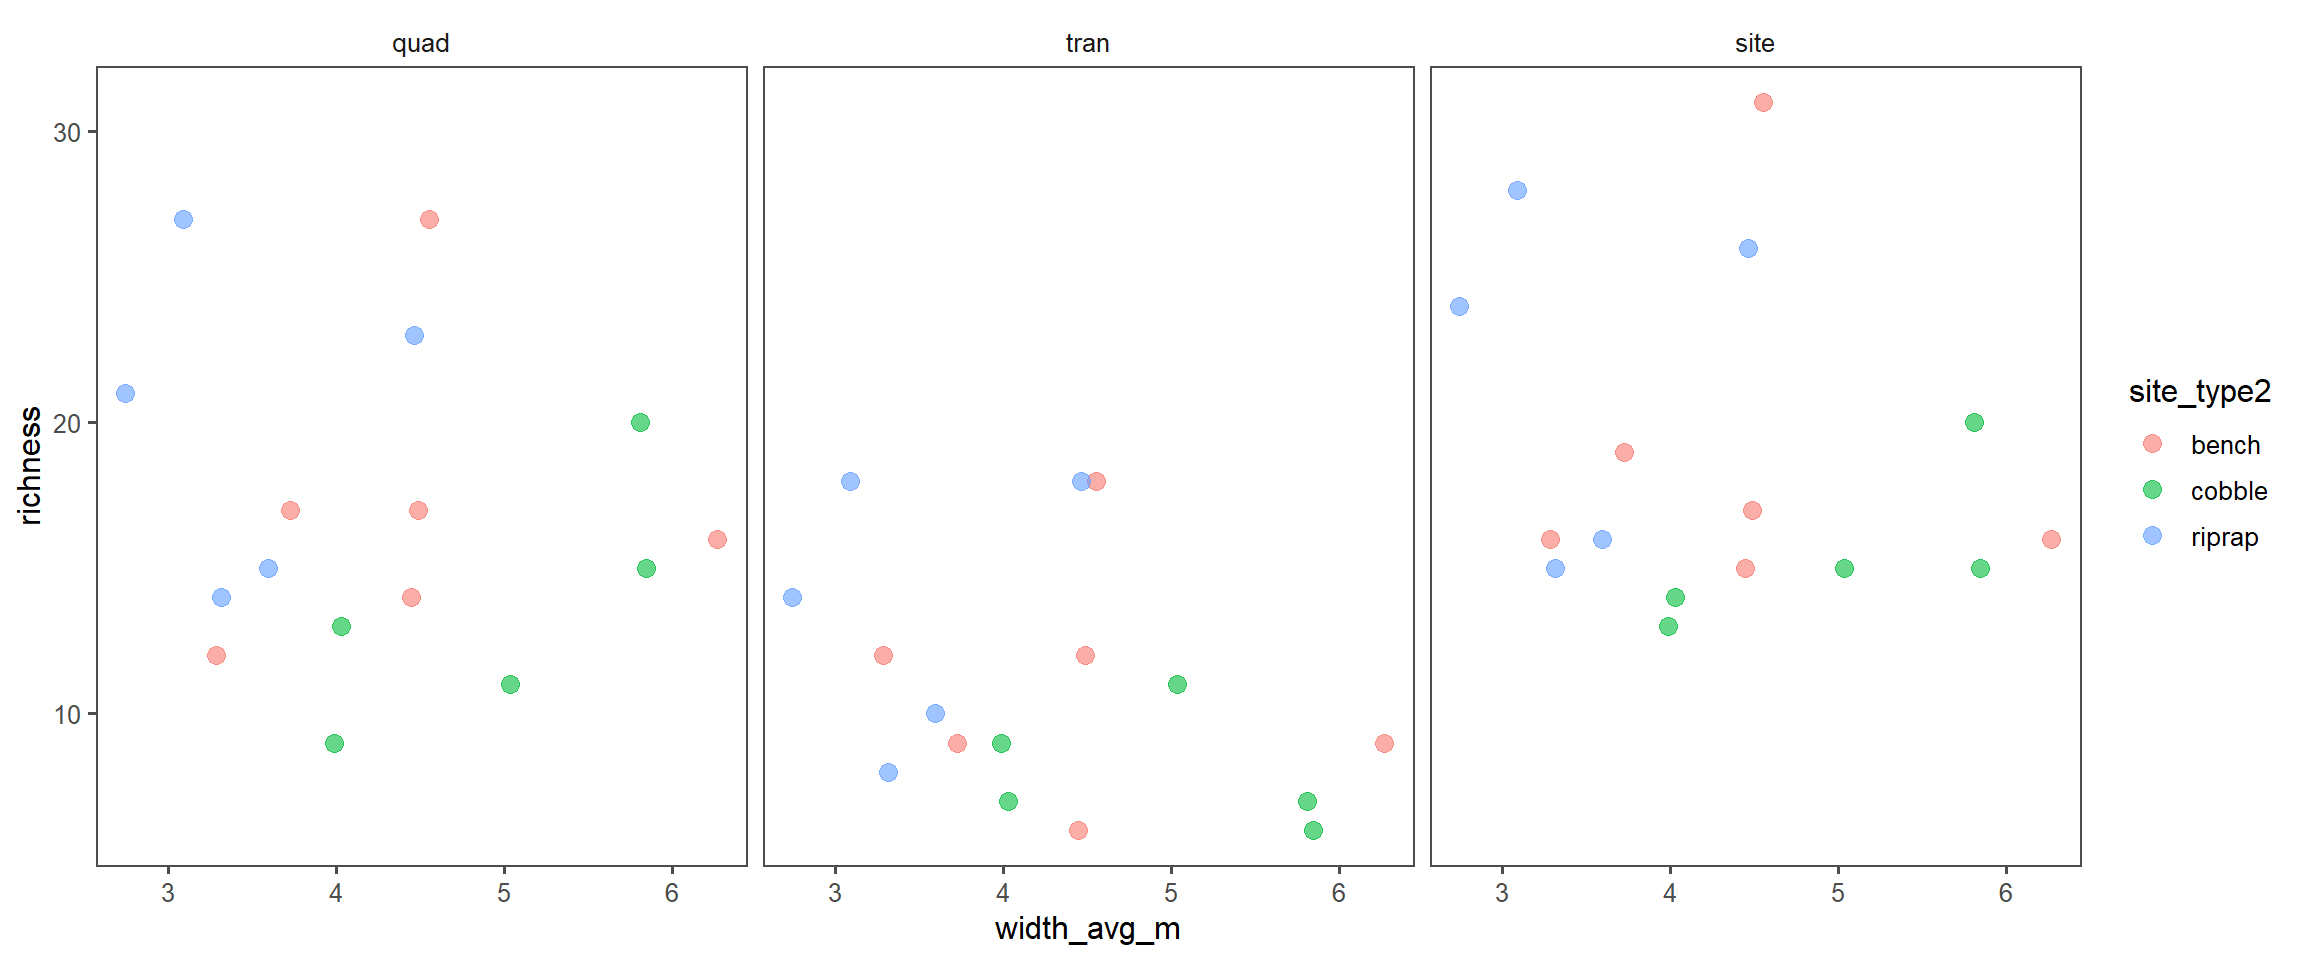 quad
tran
site
30
20
10
richness
3 4 5 6
3 4 5 6
3 4 5 6
width_avg_m
site_type2
bench
cobble
riprap